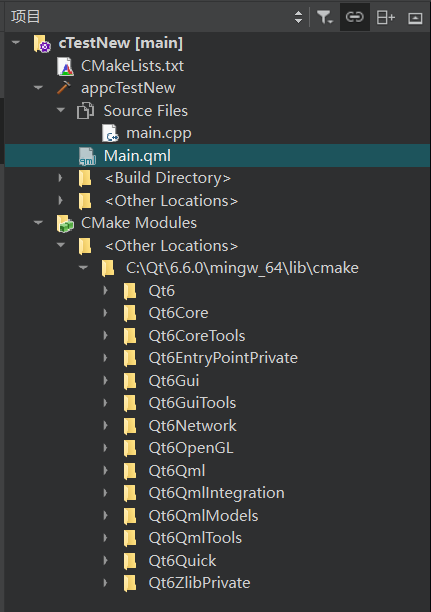 项目
cTestNew [main]
CMakeLists.txt
appcTestNew
Source Files
main.cpp
Main.qml
<Build Directory>
<Other Locations>
CMake Modules
<Other Locations>
C:\Qt\6.6.0\mingw_64\lib\cmake
Qt6
Qt6Core
Qt6CoreTools
Qt6EntryPointPrivate
Qt6Gui
Qt6GuiTools
Qt6Network
Qt6OpenGL
Qt6Qml
Qt6QmlIntegration
Qt6QmlModels
Qt6QmlTools
Qt6Quick
Qt6ZlibPrivate